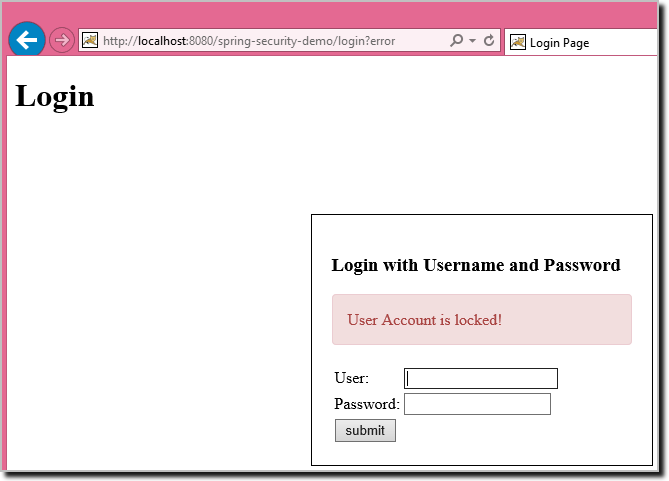 http://localhost:8080/spring-security-demo/login?error
Login Page
Login
Login with Username and Password
User Account is locked!
User:
Password:
submit